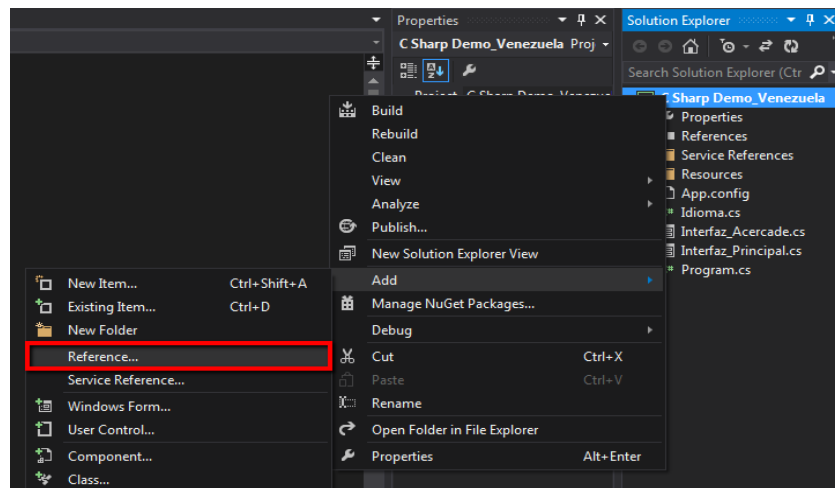 Properties
C Sharp Demo_Venezuela Proj
Solution Explorer
Search Solution Explorer (Ctr
C Sharp Demo_Venezuela
Properties
References
Service References
Resources
App.config
Idioma.cs
Interfaz_Acercade.cs
Interfaz_Principal.cs
Program.cs
Build
Rebuild
Clean
View
Analyze
Publish...
New Solution Explorer View
Add
Manage NuGet Packages...
Debug
Cut Ctrl+X
Paste Ctrl+V
Rename
Open Folder in File Explorer
Properties Alt+Enter
New Item... Ctrl+Shift+A
Existing Item... Ctrl+D
New Folder
Reference...
Service Reference...
Windows Form...
User Control...
Component...
Class...